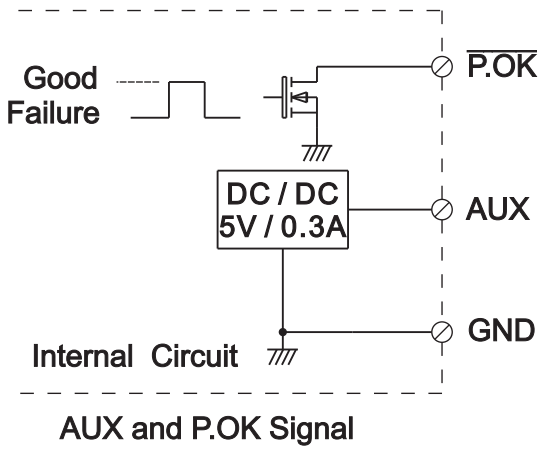 P.OK
Good
Failure
DC / DC
5V / 0.3A
AUX
GND
Internal Circuit
AUX and P.OK Signal